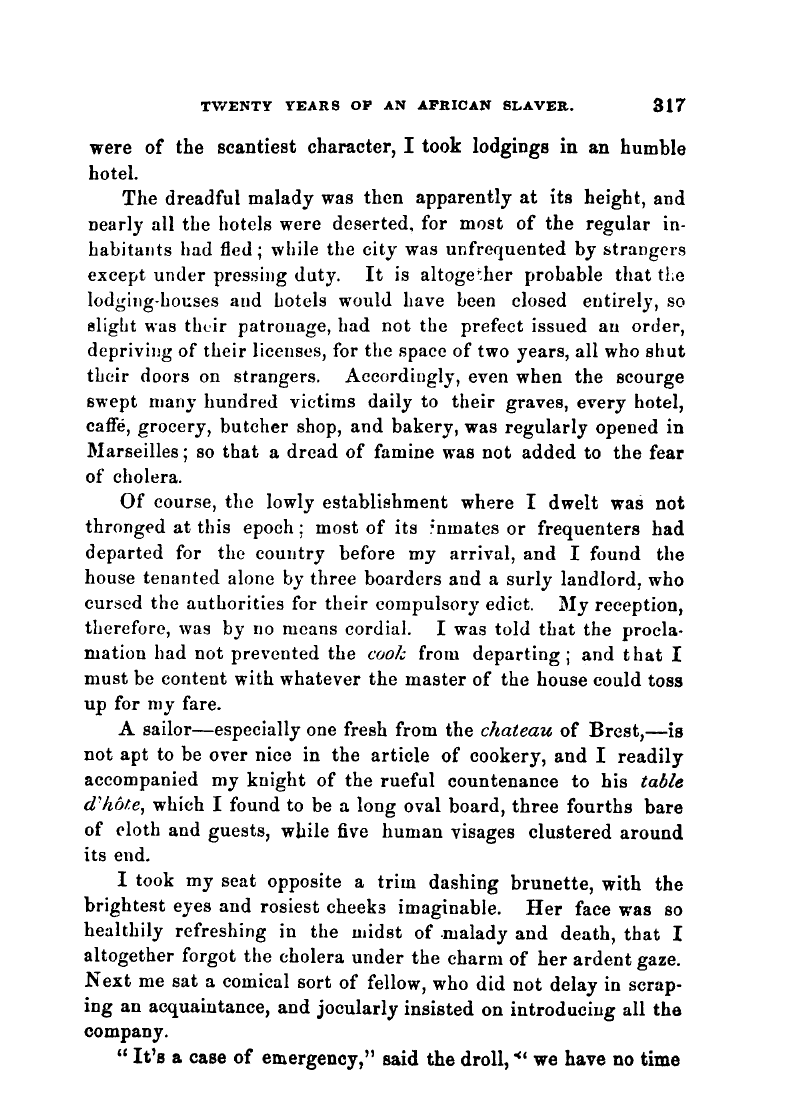 TWENTY YEARS OF AN AFRICAN SLAVER. 317
were of the scantiest character, I took lodgings in an humble
hotel.
The dreadful malady was then apparently at its height, and
nearly all the hotels were deserted, for most of the regular in-
habitants had fled; while the city was unfrequented by strangers
except under pressing duty. It is altogether probable that the
lodging-houses and hotels would have been closed entirely, so
slight was their patronage, had not the prefect issued an order,
depriving of their licenses, for the space of two years, all who shut
their doors on strangers. Accordingly, even when the scourge
swept many hundred victims daily to their graves, every hotel,
caffé, grocery, butcher shop, and bakery, was regularly opened in
Marseilles; so that a dread of famine was not added to the fear
of cholera.
Of course, the lowly establishment where I dwelt was not
thronged at this epoch; most of its inmates or frequenters had
departed for the country before my arrival, and I found the
house tenanted alone by three boarders and a surly landlord, who
cursed the authorities for their compulsory edict. My reception,
therefore, was by no means cordial. I was told that the procla-
mation had not prevented the cook from departing; and that I
must be content with whatever the master of the house could toss
up for my fare.
A sailor—especially one fresh from the chateau of Brest,—is
not apt to be over nice in the article of cookery, and I readily
accompanied my knight of the rueful countenance to his table
d'hôte, which I found to be a long oval board, three fourths bare
of cloth and guests, while five human visages clustered around
its end.
I took my seat opposite a trim dashing brunette, with the
brightest eyes and rosiest cheeks imaginable. Her face was so
healthily refreshing in the midst of malady and death, that I
altogether forgot the cholera under the charm of her ardent gaze.
Next me sat a comical sort of fellow, who did not delay in scrap-
ing an acquaintance, and jocularly insisted on introducing all the
company.
"It's a case of emergency," said the droll, "we have no time